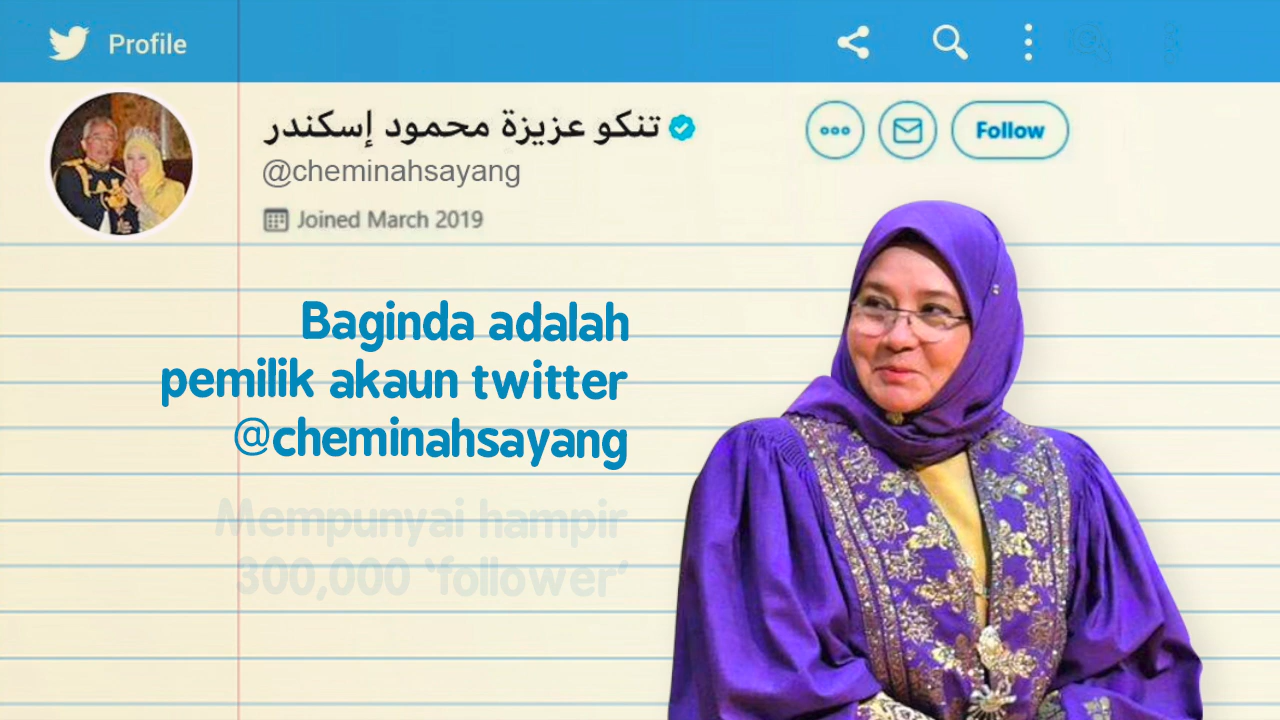 Profile
تنكو عزيزة محمود إسكندر
@cheminahsayang
Follow
Joined March 2019
Baginda adalah
pemilik akaun twitter
@cheminahsayang
Mempunyai hampir
300,000 ‘follower’